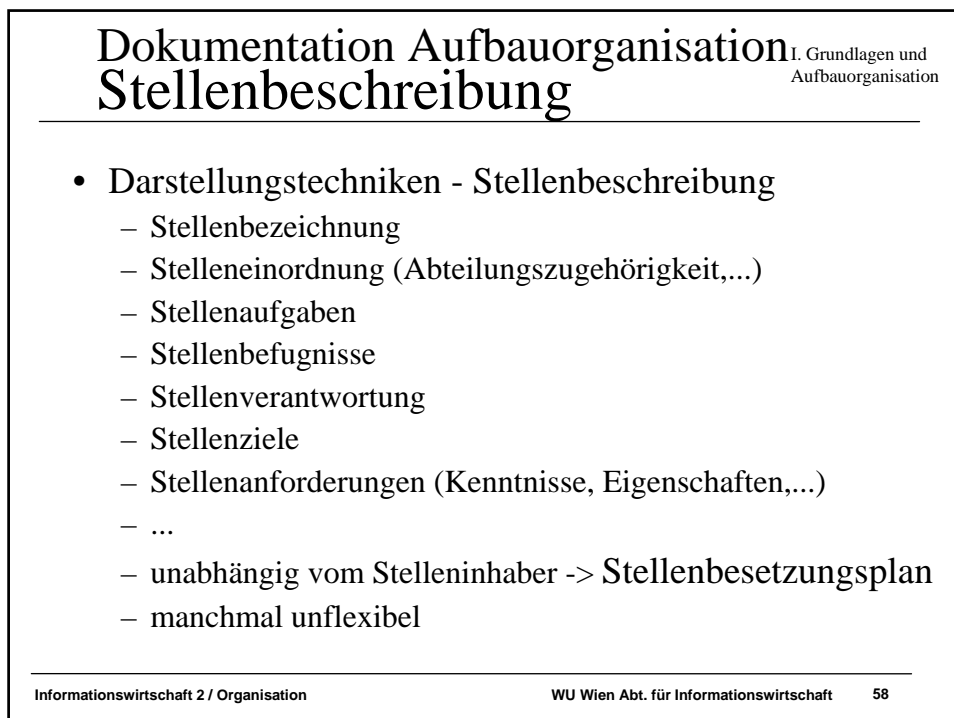 Dokumentation Aufbauorganisation
Stellenbeschreibung
I. Grundlagen und
Aufbauorganisation
• Darstellungstechniken - Stellenbeschreibung
– Stellenbezeichnung
– Stelleneinordnung (Abteilungszugehörigkeit,...)
– Stellenaufgaben
– Stellenbefugnisse
– Stellenverantwortung
– Stellenziele
– Stellenanforderungen (Kenntnisse, Eigenschaften,...)
– ...
– unabhängig vom Stelleninhaber -> Stellenbesetzungsplan
– manchmal unflexibel
Informationswirtschaft 2 / Organisation WU Wien Abt. für Informationswirtschaft 58